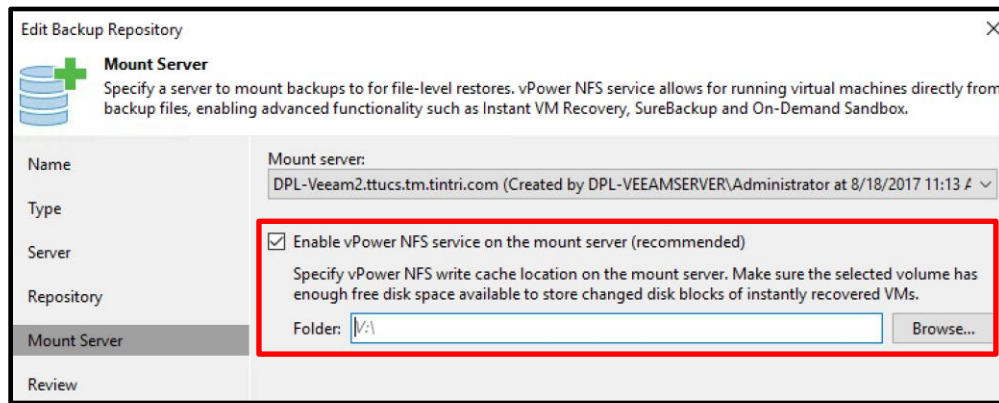 Edit Backup Repository
Mount Server
Specify a server to mount backups to for file-level restores. vPower NFS service allows for running virtual machines directly from
backup files, enabling advanced functionality such as Instant VM Recovery, SureBackup and On-Demand Sandbox.
Name
Type
Server
Repository
Mount Server
Review
Mount server:
DPL-Veeam2.ttucs.tm.tintri.com (Created by DPL-VEEAMSERVER\Administrator at 8/18/2017 11:13 A
Enable vPower NFS service on the mount server (recommended)
Specify vPower NFS write cache location on the mount server. Make sure the selected volume has
enough free disk space available to store changed disk blocks of instantly recovered VMs.
Folder: V:\ Browse...